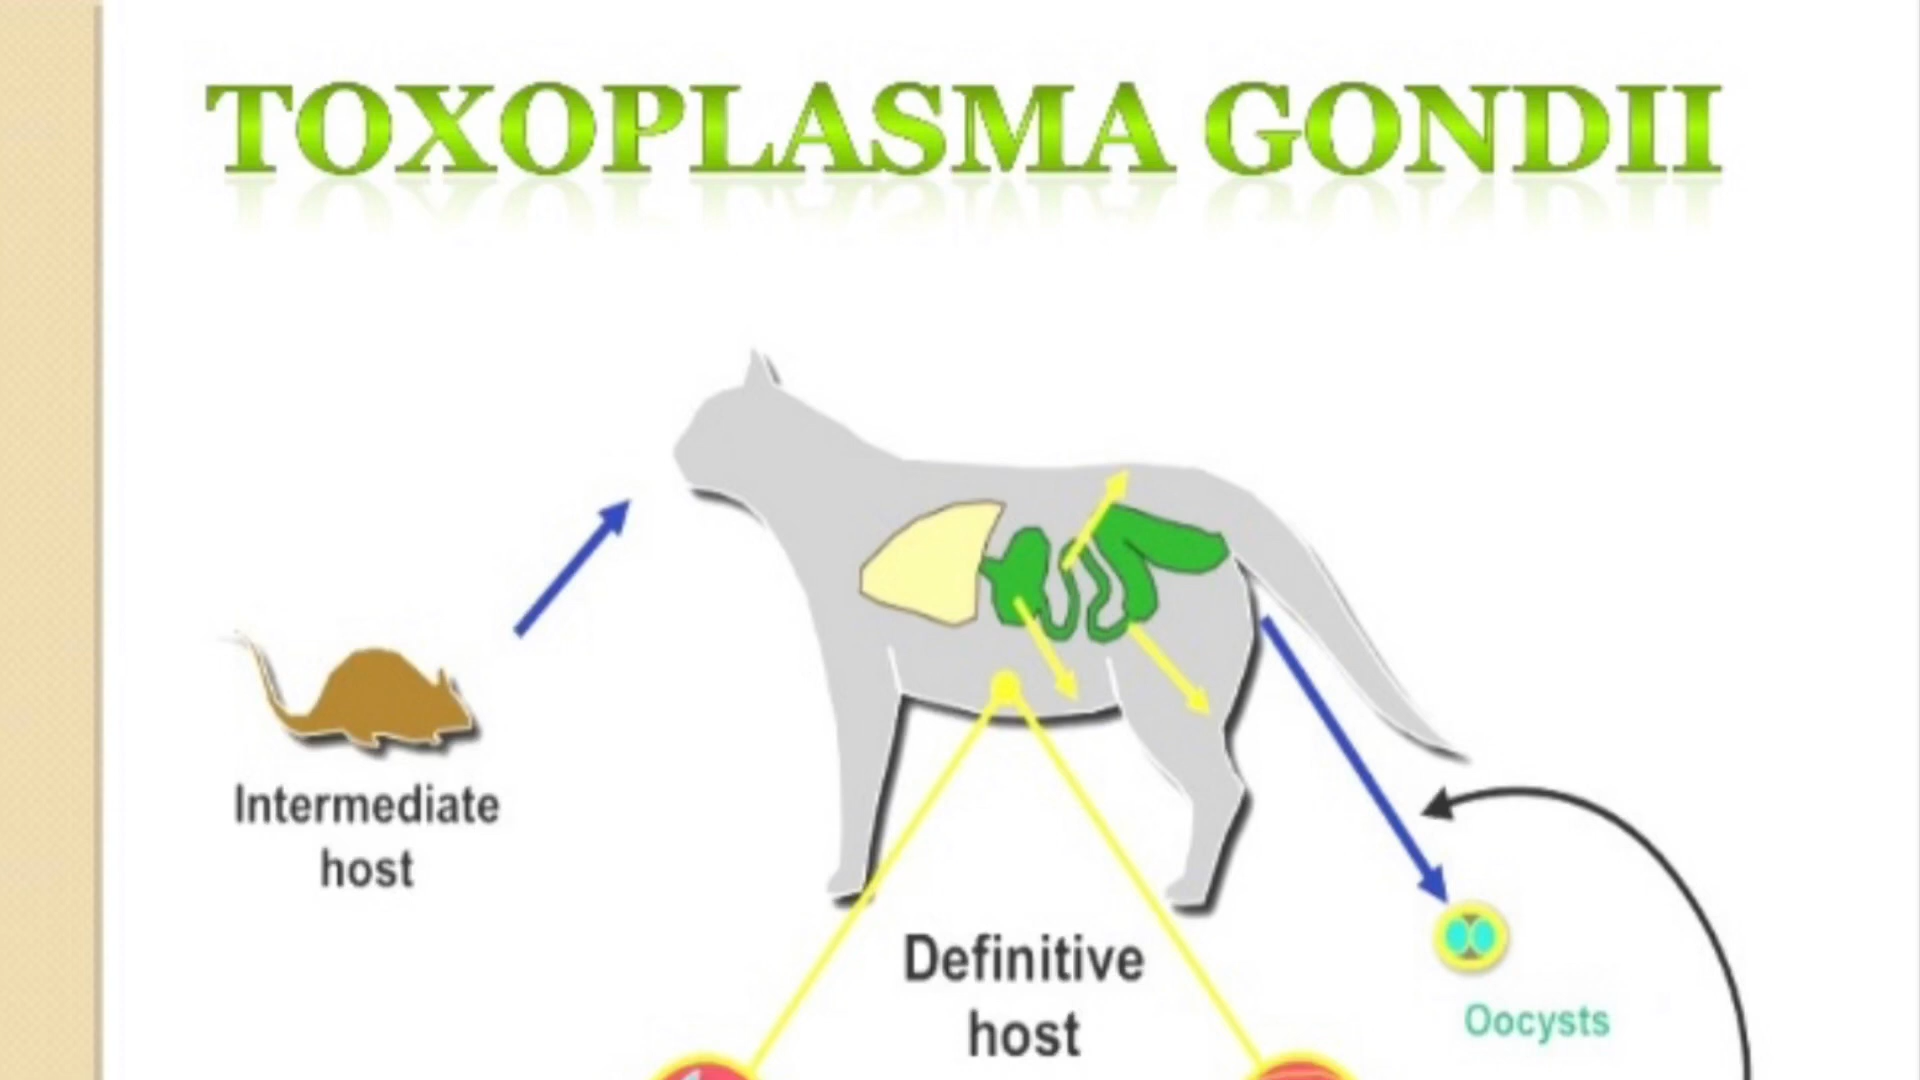 TOXOPLASMA GONDII
Intermediate
host
Definitive
host
Oocysts